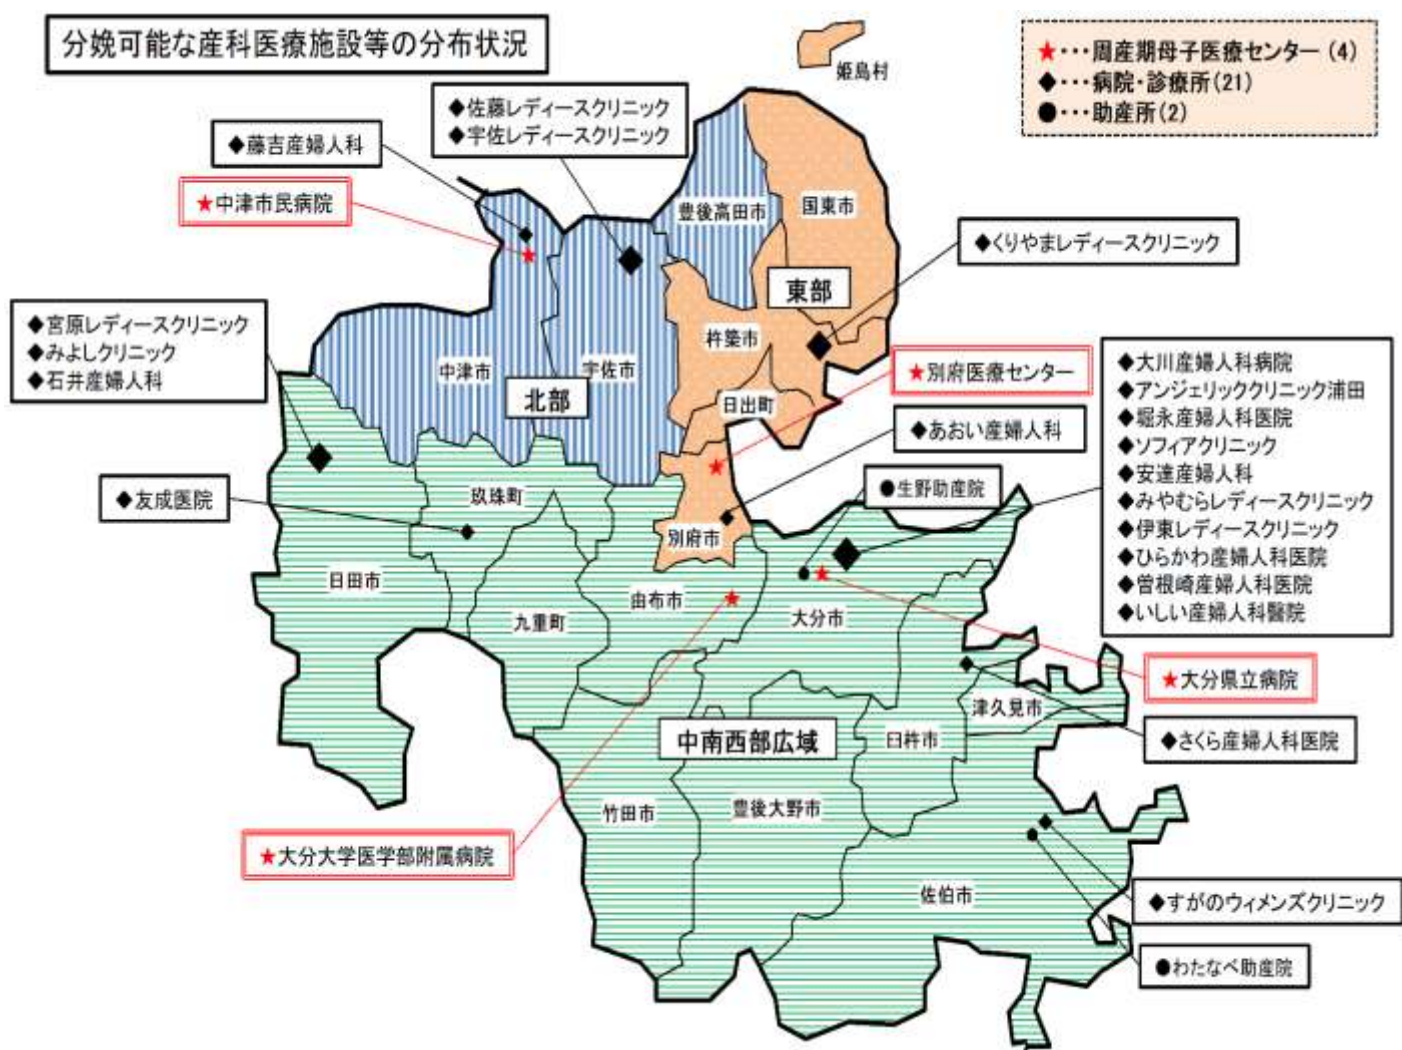 分娩可能な産科医療施設等の分布状況
★・・・周産期母子医療センター(4)
◆・・・病院・診療所(21)
●・・・助産所(2)
姫島村
◆佐藤レディースクリニック
◆宇佐レディースクリニック
◆藤吉産婦人科
★中津市民病院
豊後高田市
国東市
◆くりやまレディースクリニック
東部
◆宮原レディースクリニック
◆みよしクリニック
◆石井産婦人科
杵築市
中津市
宇佐市
北部
日出町
★別府医療センター
◆大川産婦人科病院
◆アンジェリッククリニック浦田
◆堀永産婦人科医院
◆ソフィアクリニック
◆安達産婦人科
◆みやむらレディースクリニック
◆伊東レディースクリニック
◆ひらかわ産婦人科医院
◆曽根崎産婦人科医院
◆いしい産婦人科醫院
◆あおい産婦人科
●生野助産院
◆友成医院
玖珠町
別府市
日田市
九重町
由布市
大分市
★大分県立病院
津久見市
臼杵市
中南西部広域
◆さくら産婦人科医院
竹田市
豊後大野市
★大分大学医学部附属病院
佐伯市
◆すがのウィメンズクリニック
●わたなべ助産院